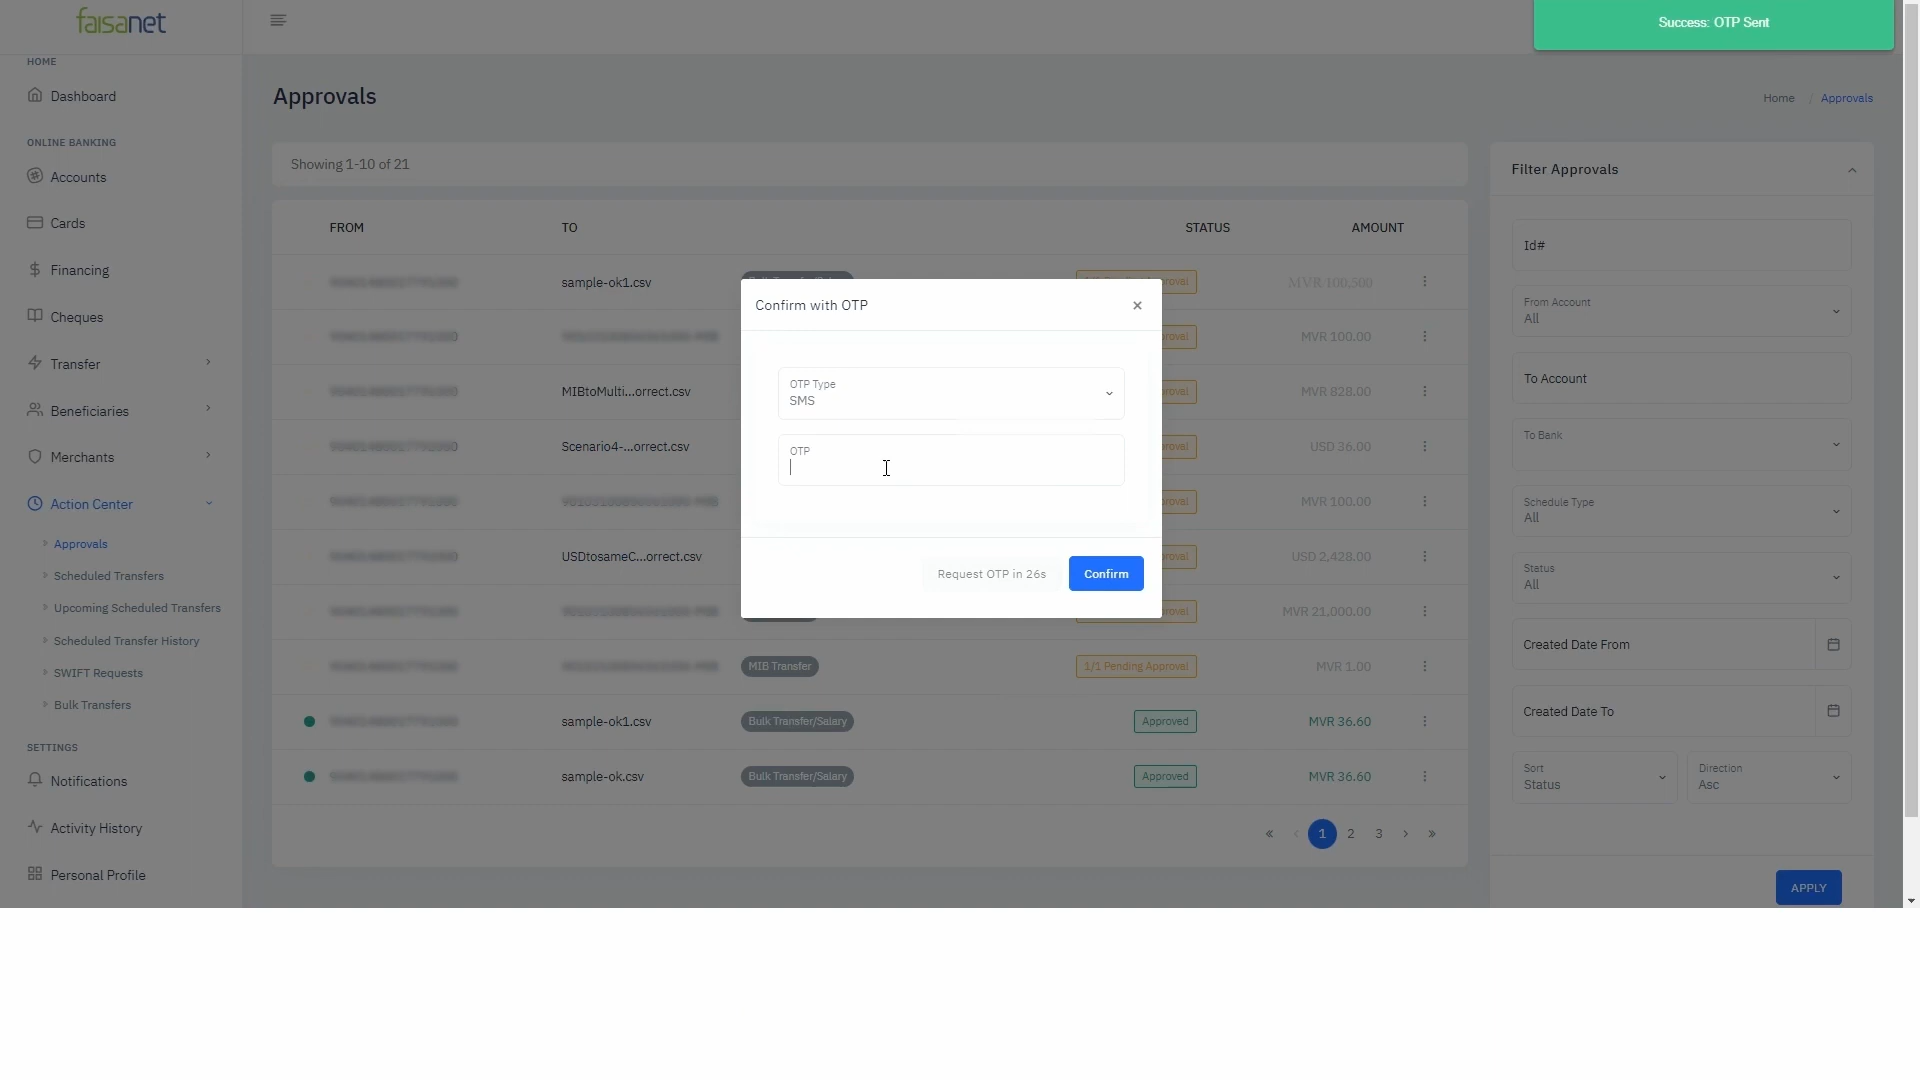 faisanet
Success: OTP Sent
HOME
Dashboard
ONLINE BANKING
Accounts
Cards
Financing
Cheques
Transfer
Beneficiaries
Merchants
Action Center
Approvals
Scheduled Transfers
Upcoming Scheduled Transfers
Scheduled Transfer History
SWIFT Requests
Bulk Transfers
SETTINGS
Notifications
Activity History
Personal Profile
Approvals
Home / Approvals
Showing 1-10 of 21
FROM TO STATUS AMOUNT
sample-ok1.csv MVR 100,500
MVR 100.00
MIBtoMulti...orrect.csv MVR 828.00
Scenario4-...orrect.csv USD 36.00
MVR 100.00
USDtosameC...orrect.csv USD 2,428.00
MVR 21,000.00
MIB Transfer 1/1 Pending Approval MVR 1.00
sample-ok1.csv Bulk Transfer/Salary Approved MVR 36.60
sample-ok.csv Bulk Transfer/Salary Approved MVR 36.60
« ‹ 1 2 3 › »
Confirm with OTP ×
OTP Type
SMS
OTP
Request OTP in 26s Confirm
Filter Approvals
Id#
From Account
All
To Account
To Bank
Schedule Type
All
Status
All
Created Date From
Created Date To
Sort
Status
Direction
Asc
APPLY